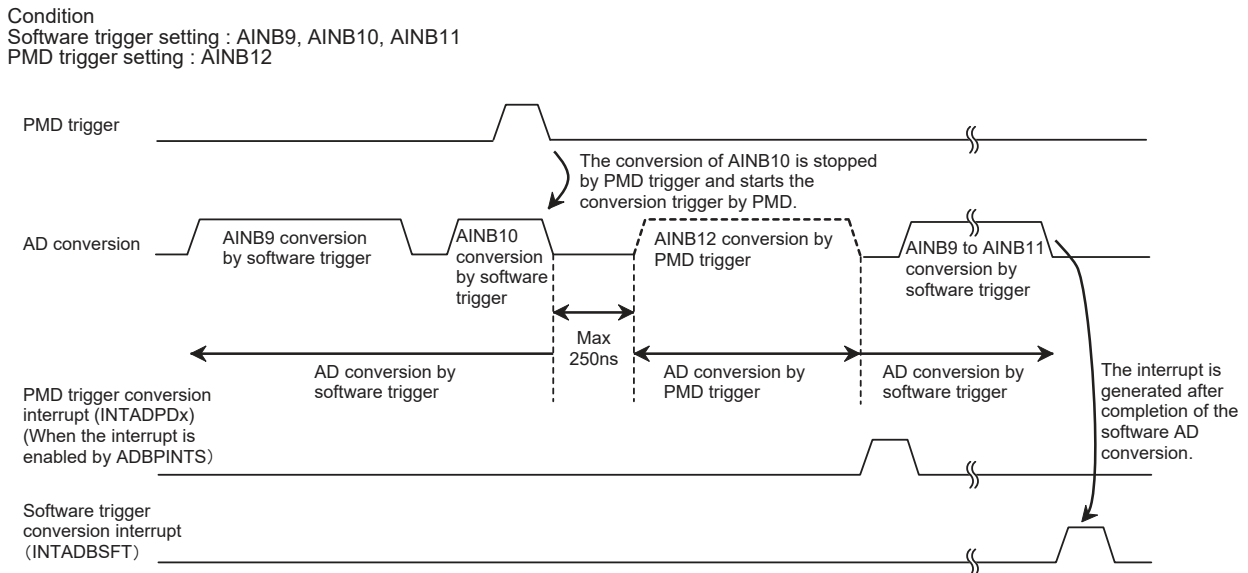 Condition
Software trigger setting : AINB9, AINB10, AINB11
PMD trigger setting : AINB12
PMD trigger
The conversion of AINB10 is stopped
by PMD trigger and starts the
conversion trigger by PMD.
AD conversion
AINB9 conversion
by software trigger
AINB10
conversion
by software
trigger
AINB12 conversion by
PMD trigger
AINB9 to AINB11
conversion by
software trigger
Max
250ns
AD conversion by
software trigger
AD conversion by
PMD trigger
AD conversion by
software trigger
The interrupt is
generated after
completion of the
software AD
conversion.
PMD trigger conversion
interrupt (INTADPDx)
(When the interrupt is
enabled by ADBPINTS）
Software trigger
conversion interrupt
（INTADBSFT）